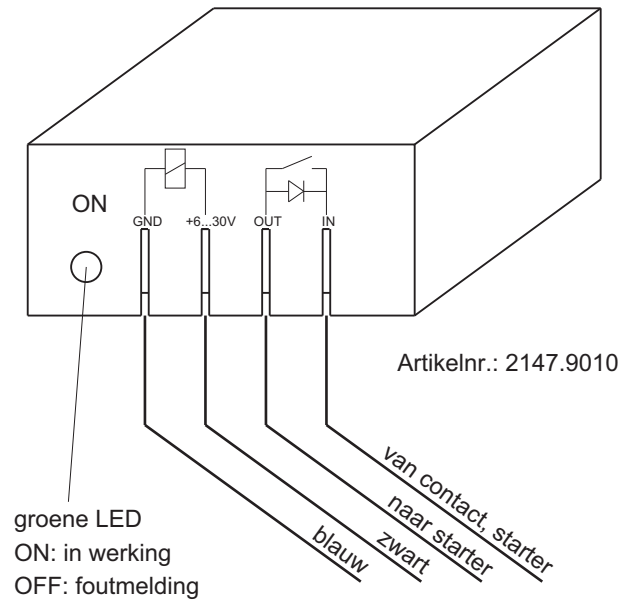 ON
GND +6...30V OUT IN
Artikelnr.: 2147.9010
van contact, starter
naar starter
zwart
blauw
groene LED
ON: in werking
OFF: foutmelding